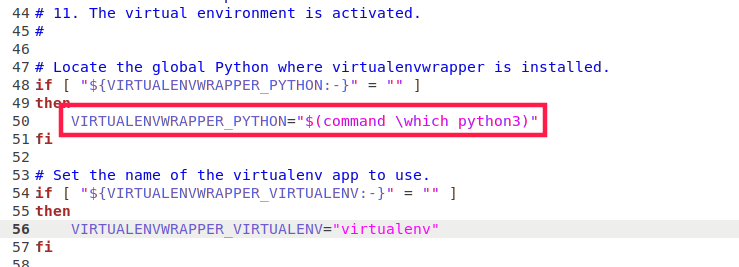 44 # 11. The virtual environment is activated.
45 #
46
47 # Locate the global Python where virtualenvwrapper is installed.
48 if [ "${VIRTUALENVWRAPPER_PYTHON:-}" = "" ]
49 then
50     VIRTUALENVWRAPPER_PYTHON="$(command \which python3)"
51 fi
52
53 # Set the name of the virtualenv app to use.
54 if [ "${VIRTUALENVWRAPPER_VIRTUALENV:-}" = "" ]
55 then
56     VIRTUALENVWRAPPER_VIRTUALENV="virtualenv"
57 fi
58